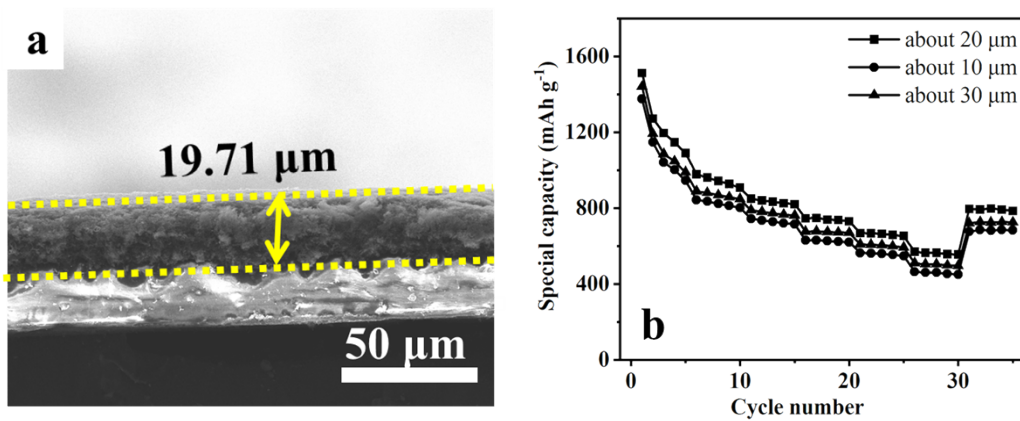 a
19.71 μm
50 μm
Special capacity (mAh g⁻¹)
1600
1200
800
400
0
about 20 μm
about 10 μm
about 30 μm
b
0
10
20
30
Cycle number